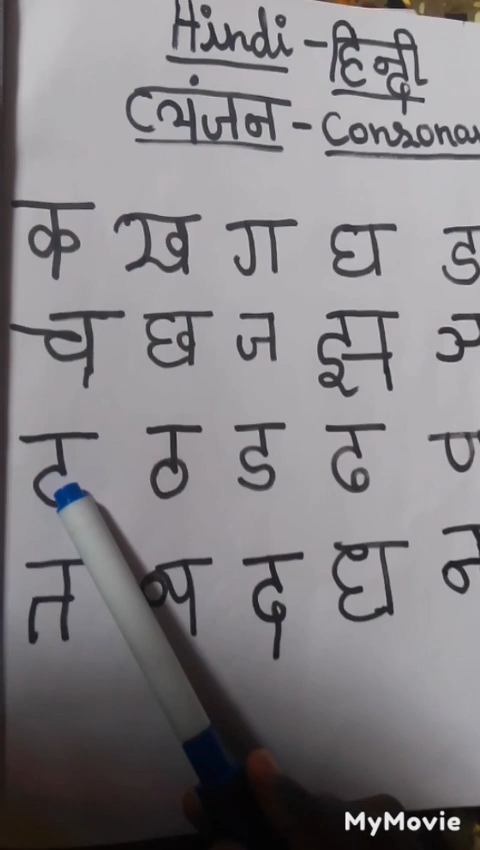 Hindi - हिन्दी
व्यंजन - Consona
क ख ग घ ड
च छ ज झ
ट ठ ड ढ ण
त थ द ध न
MyMovie